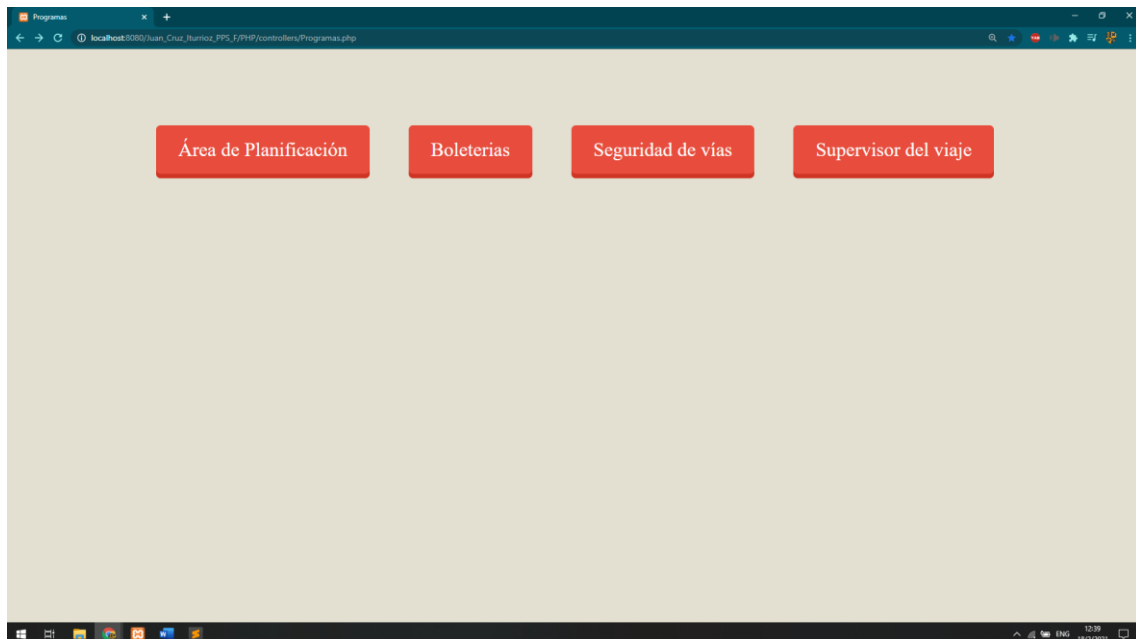 Programas
localhost:8080/Juan_Cruz_Iturrioz_PPS_F/PHP/controllers/Programas.php
Área de Planificación
Boleterias
Seguridad de vías
Supervisor del viaje
ENG
12:39